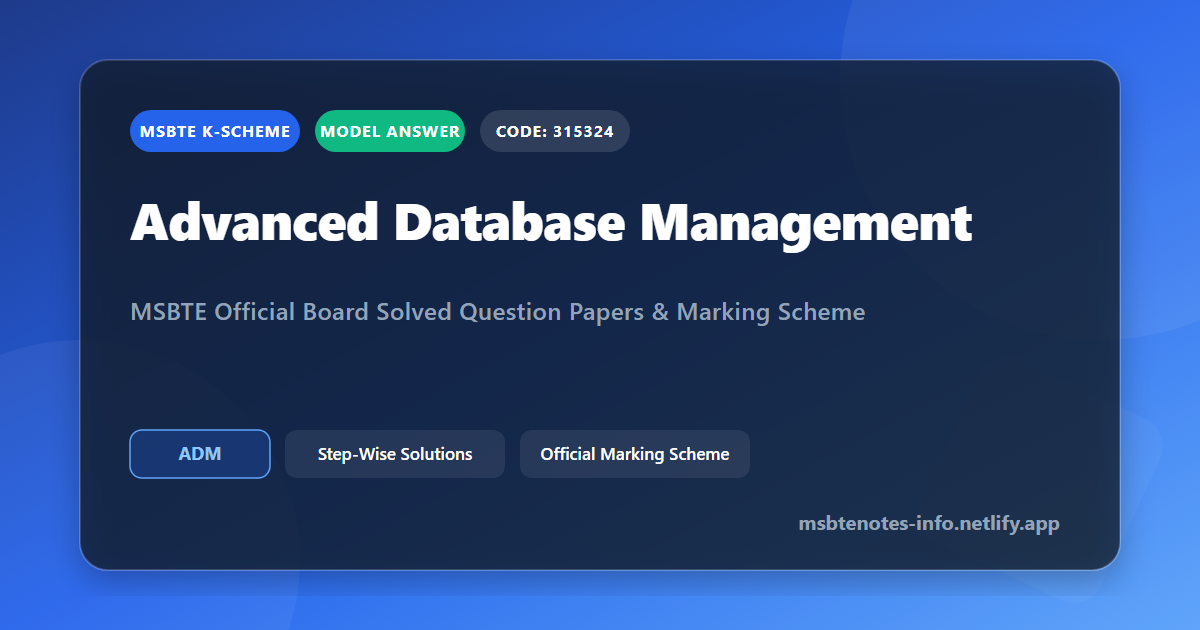 MSBTE K-SCHEME MODEL ANSWER CODE: 315324
Advanced Database Management
MSBTE Official Board Solved Question Papers & Marking Scheme
ADM Step-Wise Solutions Official Marking Scheme
msbtenotes-info.netlify.app